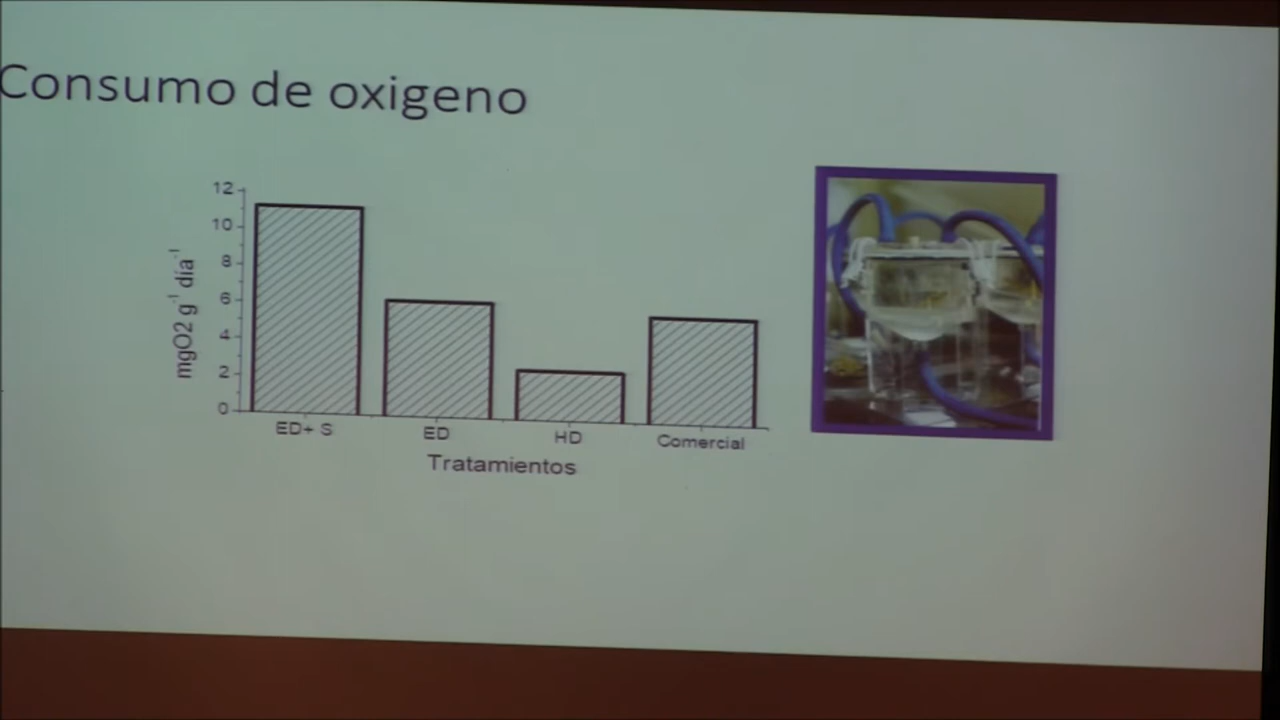 Consumo de oxigeno
12
10
8
6
4
2
0
mgO2 g-1 día-1
ED+ S
ED
HD
Comercial
Tratamientos